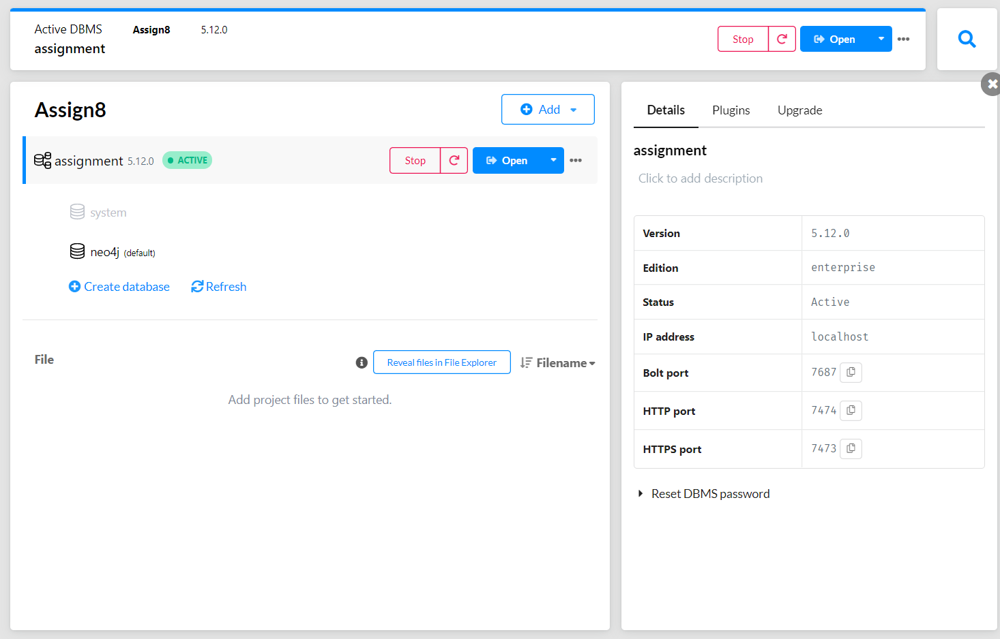 Active DBMS Assign8 5.12.0
assignment
Stop Open
Assign8
Add
assignment 5.12.0 ACTIVE Stop Open
system
neo4j (default)
Create database Refresh
File Reveal files in File Explorer Filename
Add project files to get started.
Details Plugins Upgrade
assignment
Click to add description
Version 5.12.0
Edition enterprise
Status Active
IP address localhost
Bolt port 7687
HTTP port 7474
HTTPS port 7473
Reset DBMS password